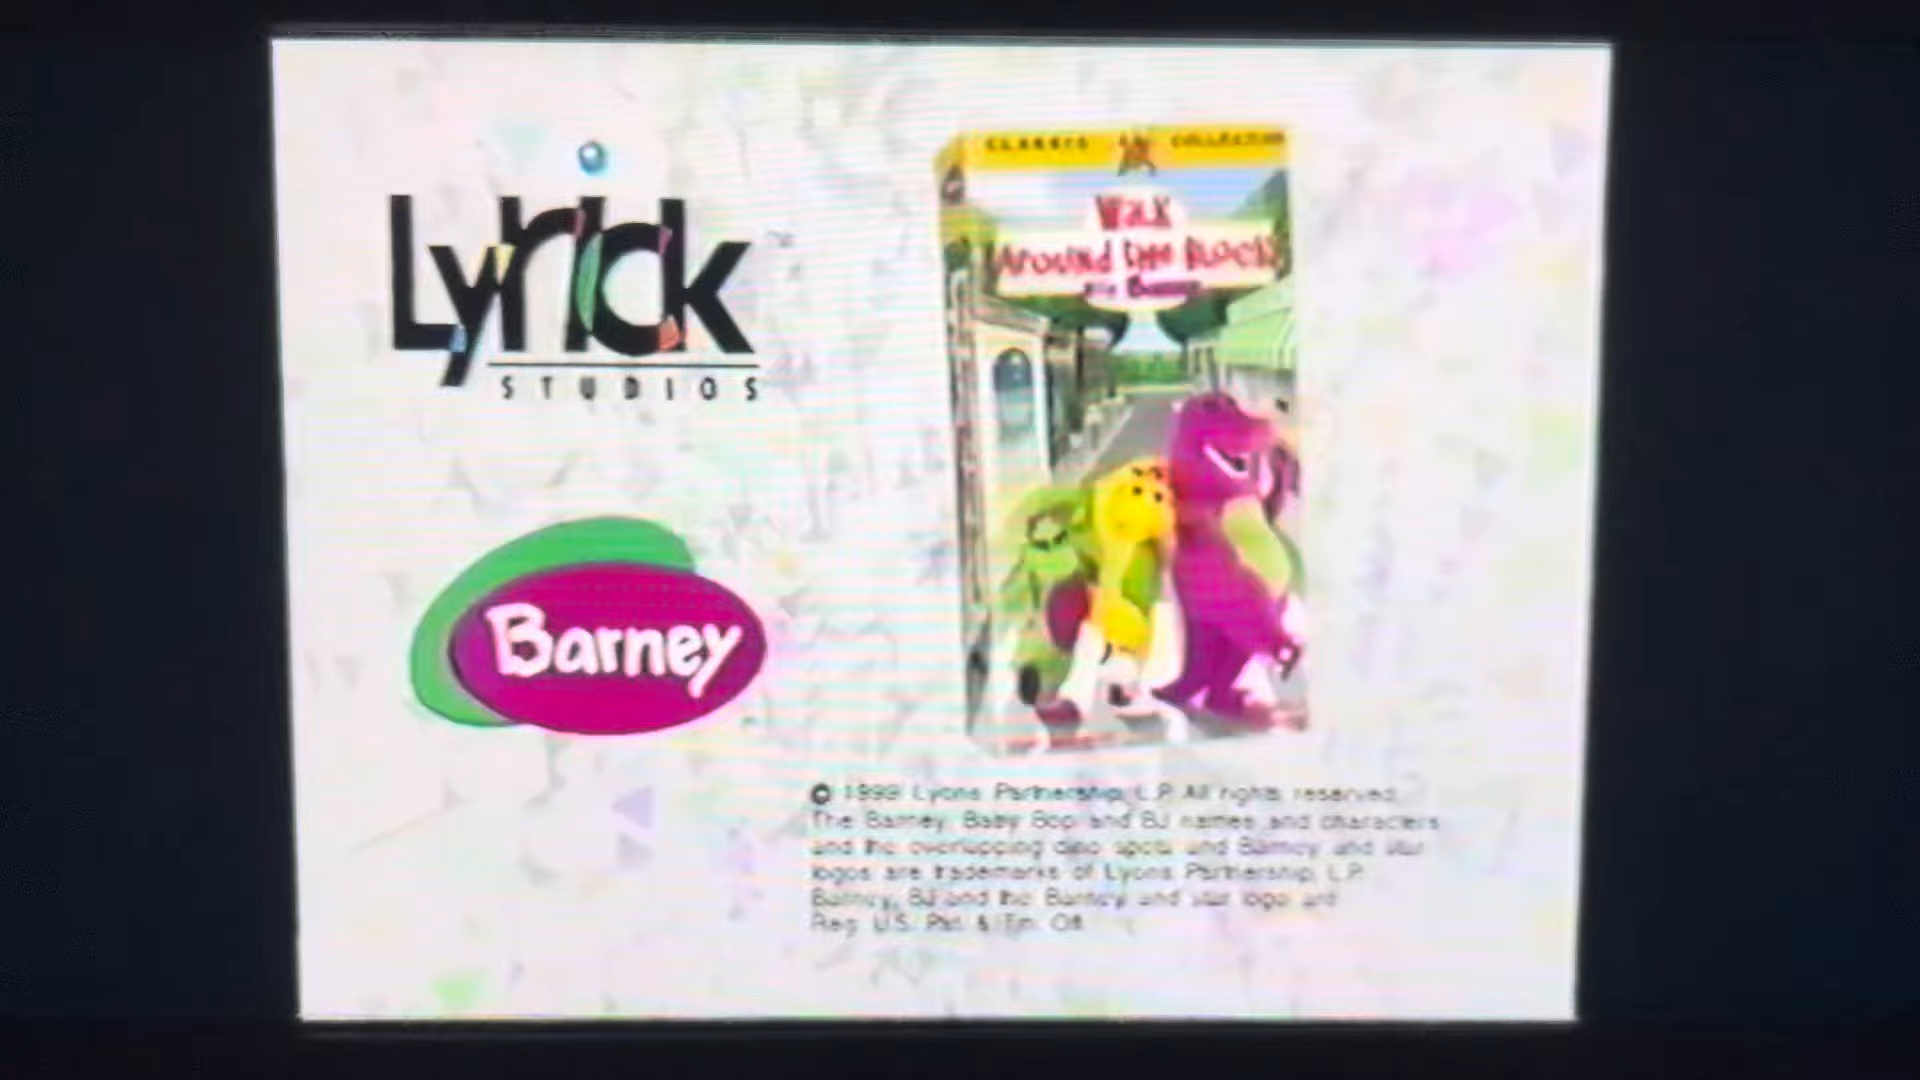 Lyrick
STUDIOS
CLASSIC COLLECTION
Walk
Around the Block
with Barney
Barney
© 1999 Lyons Partnership, L.P. All rights reserved.
The Barney, Baby Bop and BJ names and characters
and the overlapping dino spots and Barney and star
logos are trademarks of Lyons Partnership, L.P.
Barney, BJ and the Barney and star logo are
Reg. U.S. Pat. & Tm. Off.